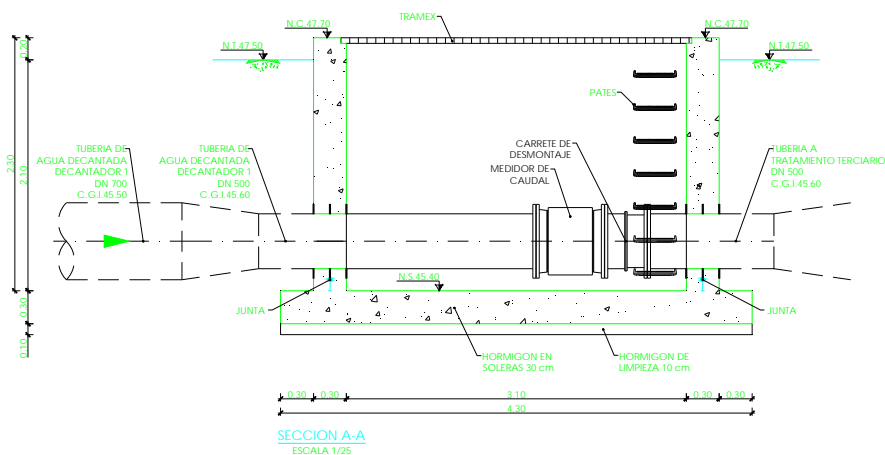 TRAMEX
N.C.47.70
N.C.47.70
N.T.47.50
N.T.47.50
0.20
2.30
2.10
0.30
0.10
PATES
CARRETE DE
DESMONTAJE
MEDIDOR DE
CAUDAL
TUBERIA DE
AGUA DECANTADA
DECANTADOR 1
DN 700
C.G.I.45.50
TUBERIA DE
AGUA DECANTADA
DECANTADOR 1
DN 500
C.G.I.45.60
TUBERIA A
TRATAMIENTO TERCIARIO
DN 500
C.G.I.45.60
N.S.45.40
JUNTA
JUNTA
HORMIGON EN
SOLERAS 30 cm
HORMIGON DE
LIMPIEZA 10 cm
0.30
0.30
3.10
0.30
0.30
4.30
SECCION A-A
ESCALA 1/25